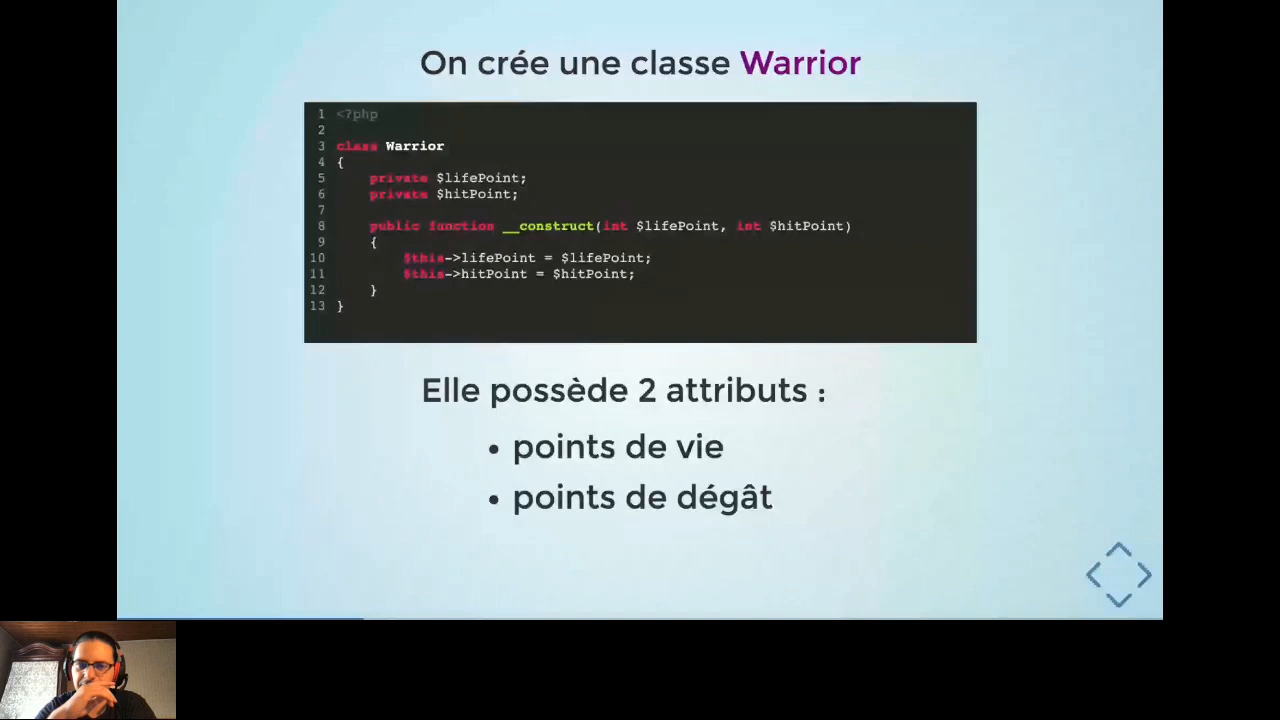 On crée une classe Warrior
1 <?php
2
3 class Warrior
4 {
5 private $lifePoint;
6 private $hitPoint;
7
8 public function __construct(int $lifePoint, int $hitPoint)
9 {
10 $this->lifePoint = $lifePoint;
11 $this->hitPoint = $hitPoint;
12 }
13 }
Elle possède 2 attributs :
• points de vie
• points de dégât